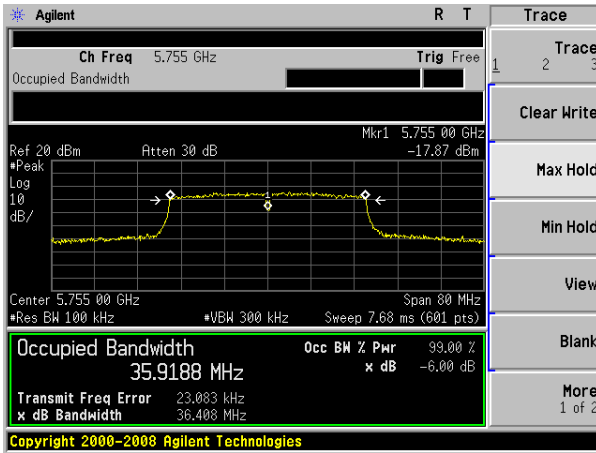 Agilent R T Trace
Ch Freq 5.755 GHz Trig Free
Occupied Bandwidth
Trace
1 2 3
Clear Write
Max Hold
Min Hold
View
Blank
More
1 of 2
Mkr1 5.755 00 GHz
Ref 20 dBm Atten 30 dB -17.87 dBm
#Peak
Log
10
dB/
1
Center 5.755 00 GHz Span 80 MHz
#Res BW 100 kHz #VBW 300 kHz Sweep 7.68 ms (601 pts)
Occupied Bandwidth Occ BW % Pwr 99.00 %
35.9188 MHz x dB -6.00 dB
Transmit Freq Error 23.083 kHz
x dB Bandwidth 36.408 MHz
Copyright 2000-2008 Agilent Technologies